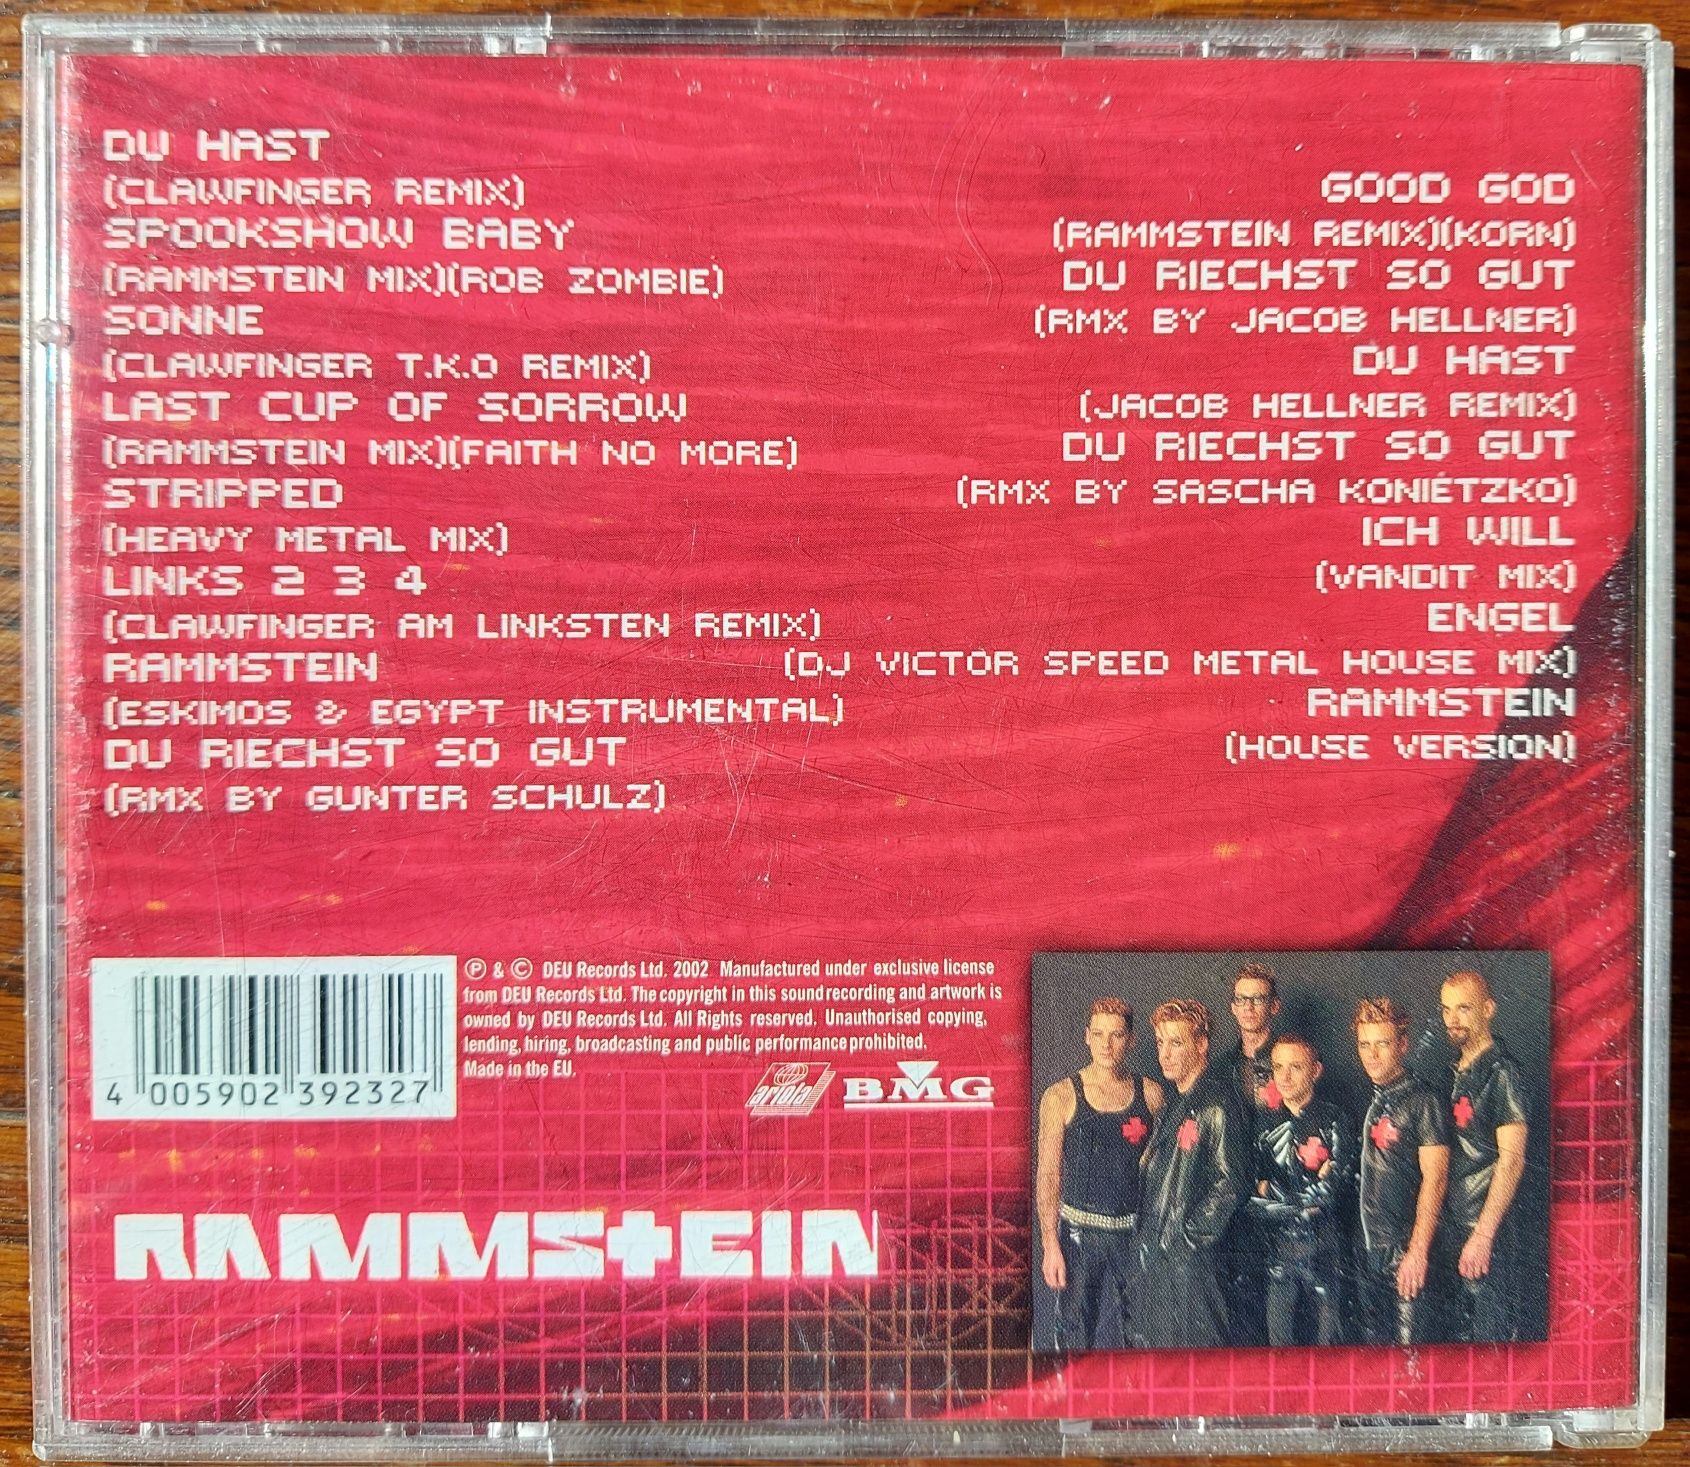 DU HAST
(CLAWFINGER REMIX)
SPOOKSHOW BABY
(RAMMSTEIN MIX)(ROB ZOMBIE)
SONNE
(CLAWFINGER T.K.O REMIX)
LAST CUP OF SORROW
(RAMMSTEIN MIX)(FAITH NO MORE)
STRIPPED
(HEAVY METAL MIX)
LINKS 2 3 4
(CLAWFINGER AM LINKSTEN REMIX)
RAMMSTEIN
(ESKIMOS & EGYPT INSTRUMENTAL)
DU RIECHST SO GUT
(RMX BY GUNTER SCHULZ)
GOOD GOD
(RAMMSTEIN REMIX)(KORN)
DU RIECHST SO GUT
(RMX BY JACOB HELLNER)
DU HAST
(JACOB HELLNER REMIX)
DU RIECHST SO GUT
(RMX BY SASCHA KONIÉTZKO)
ICH WILL
(VANDIT MIX)
ENGEL
(DJ VICTOR SPEED METAL HOUSE MIX)
RAMMSTEIN
(HOUSE VERSION)
4 005902 392327
℗ & © DEU Records Ltd. 2002 Manufactured under exclusive license
from DEU Records Ltd. The copyright in this sound recording and artwork is
owned by DEU Records Ltd. All Rights reserved. Unauthorised copying,
lending, hiring, broadcasting and public performance prohibited.
Made in the EU.
ariola
BMG
RAMMSTEIN